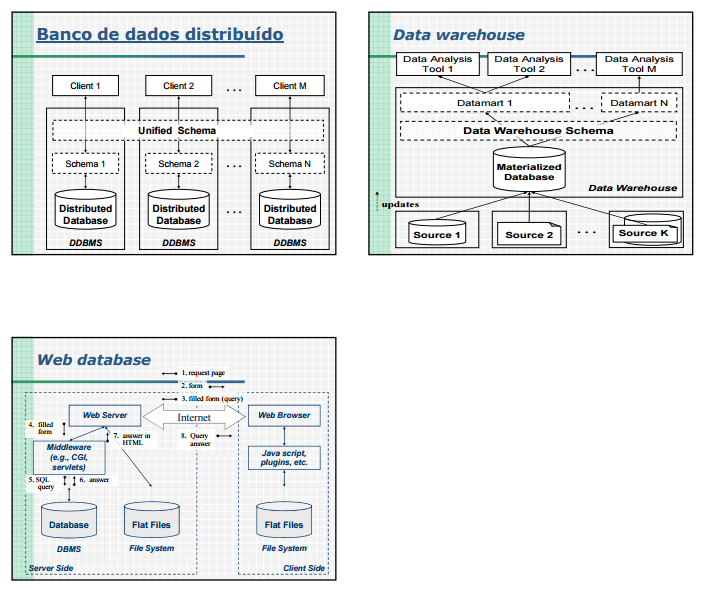 Banco de dados distribuído
Client 1
Client 2
...
Client M
Unified Schema
Schema 1
Schema 2
...
Schema N
Distributed
Database
Distributed
Database
...
Distributed
Database
DDBMS
DDBMS
DDBMS
Data warehouse
Data Analysis
Tool 1
Data Analysis
Tool 2
...
Data Analysis
Tool M
Datamart 1
...
Datamart N
Data Warehouse Schema
Materialized
Database
Data Warehouse
updates
Source 1
Source 2
...
Source K
Web database
1. request page
2. form
3. filled form (query)
Web Server
Internet
Web Browser
4. filled
form
7. answer in
HTML
8. Query
answer
Middleware
(e.g., CGI,
servlets)
Java script,
plugins, etc.
5. SQL
query
6. answer
Database
Flat Files
Flat Files
DBMS
File System
File System
Server Side
Client Side